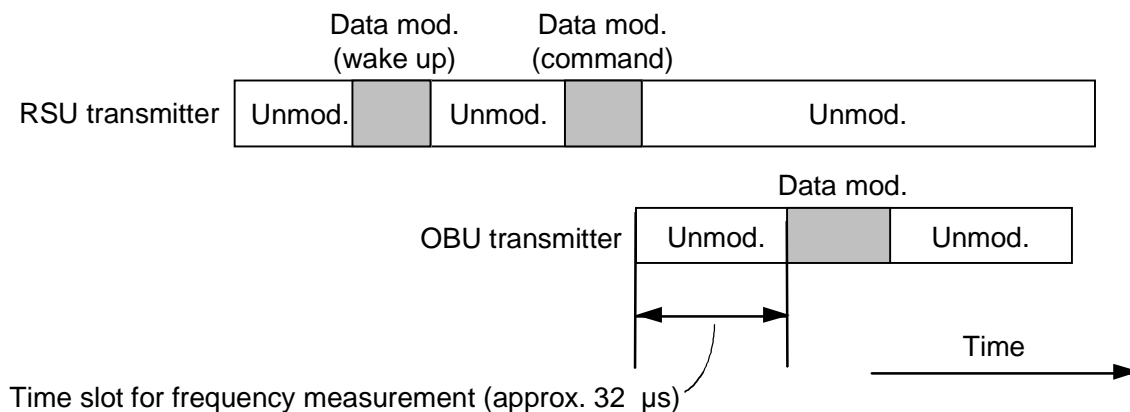 Data mod. Data mod.
(wake up) (command)
RSU transmitter Unmod. Unmod. Unmod.
Data mod.
OBU transmitter Unmod. Unmod.
Time
Time slot for frequency measurement (approx. 32 μs)